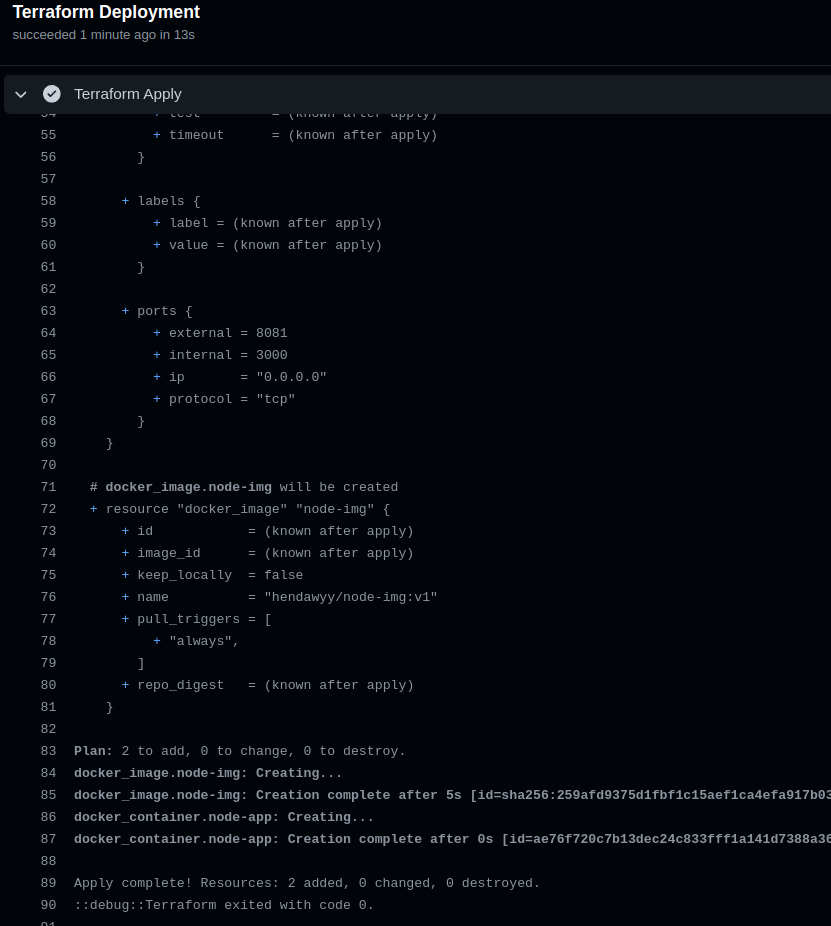 Terraform Deployment
succeeded 1 minute ago in 13s
Terraform Apply
54 + test = (known after apply)
55 + timeout = (known after apply)
56 }
57
58 + labels {
59 + label = (known after apply)
60 + value = (known after apply)
61 }
62
63 + ports {
64 + external = 8081
65 + internal = 3000
66 + ip = "0.0.0.0"
67 + protocol = "tcp"
68 }
69 }
70
71 # docker_image.node-img will be created
72 + resource "docker_image" "node-img" {
73 + id = (known after apply)
74 + image_id = (known after apply)
75 + keep_locally = false
76 + name = "hendawyy/node-img:v1"
77 + pull_triggers = [
78 + "always",
79 ]
80 + repo_digest = (known after apply)
81 }
82
83 Plan: 2 to add, 0 to change, 0 to destroy.
84 docker_image.node-img: Creating...
85 docker_image.node-img: Creation complete after 5s [id=sha256:259afd9375d1fbf1c15aef1ca4efa917b03
86 docker_container.node-app: Creating...
87 docker_container.node-app: Creation complete after 0s [id=ae76f720c7b13dec24c833fff1a141d7388a36
88
89 Apply complete! Resources: 2 added, 0 changed, 0 destroyed.
90 ::debug::Terraform exited with code 0.
91